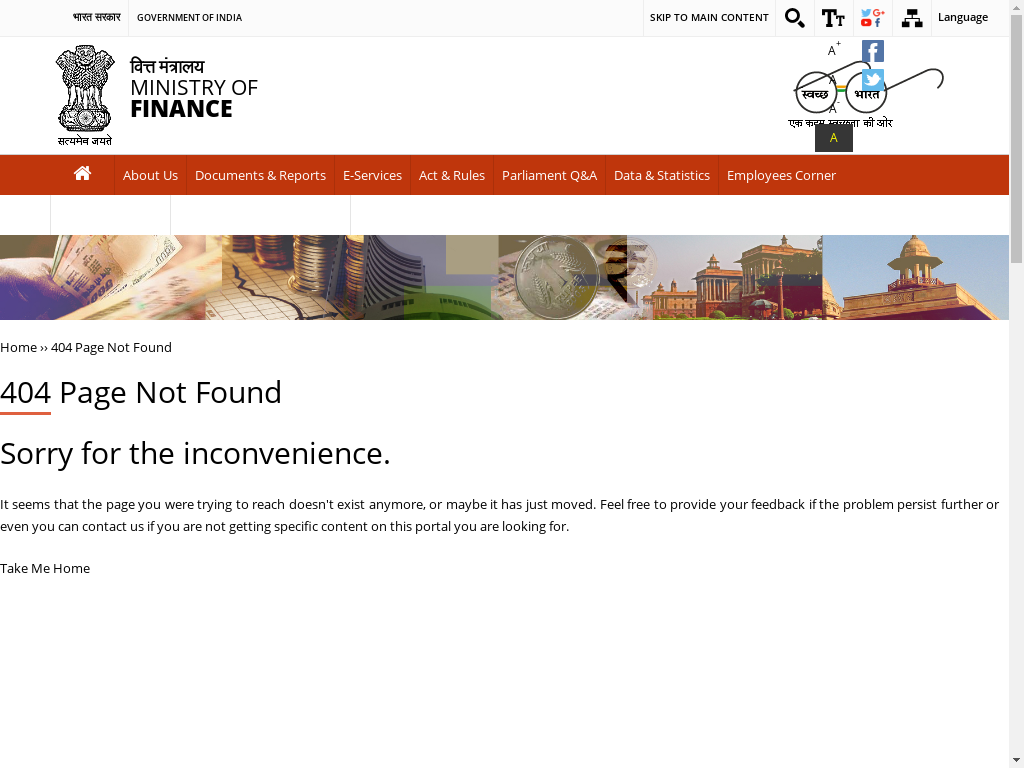 भारत सरकार
GOVERNMENT OF INDIA
SKIP TO MAIN CONTENT
Language
वित्त मंत्रालय
MINISTRY OF
FINANCE
सत्यमेव जयते
A+
A
A-
A
स्वच्छ भारत
एक कदम स्वच्छता की ओर
About Us
Documents & Reports
E-Services
Act & Rules
Parliament Q&A
Data & Statistics
Employees Corner
Home ›› 404 Page Not Found
404 Page Not Found
Sorry for the inconvenience.
It seems that the page you were trying to reach doesn't exist anymore, or maybe it has just moved. Feel free to provide your feedback if the problem persist further or
even you can contact us if you are not getting specific content on this portal you are looking for.
Take Me Home